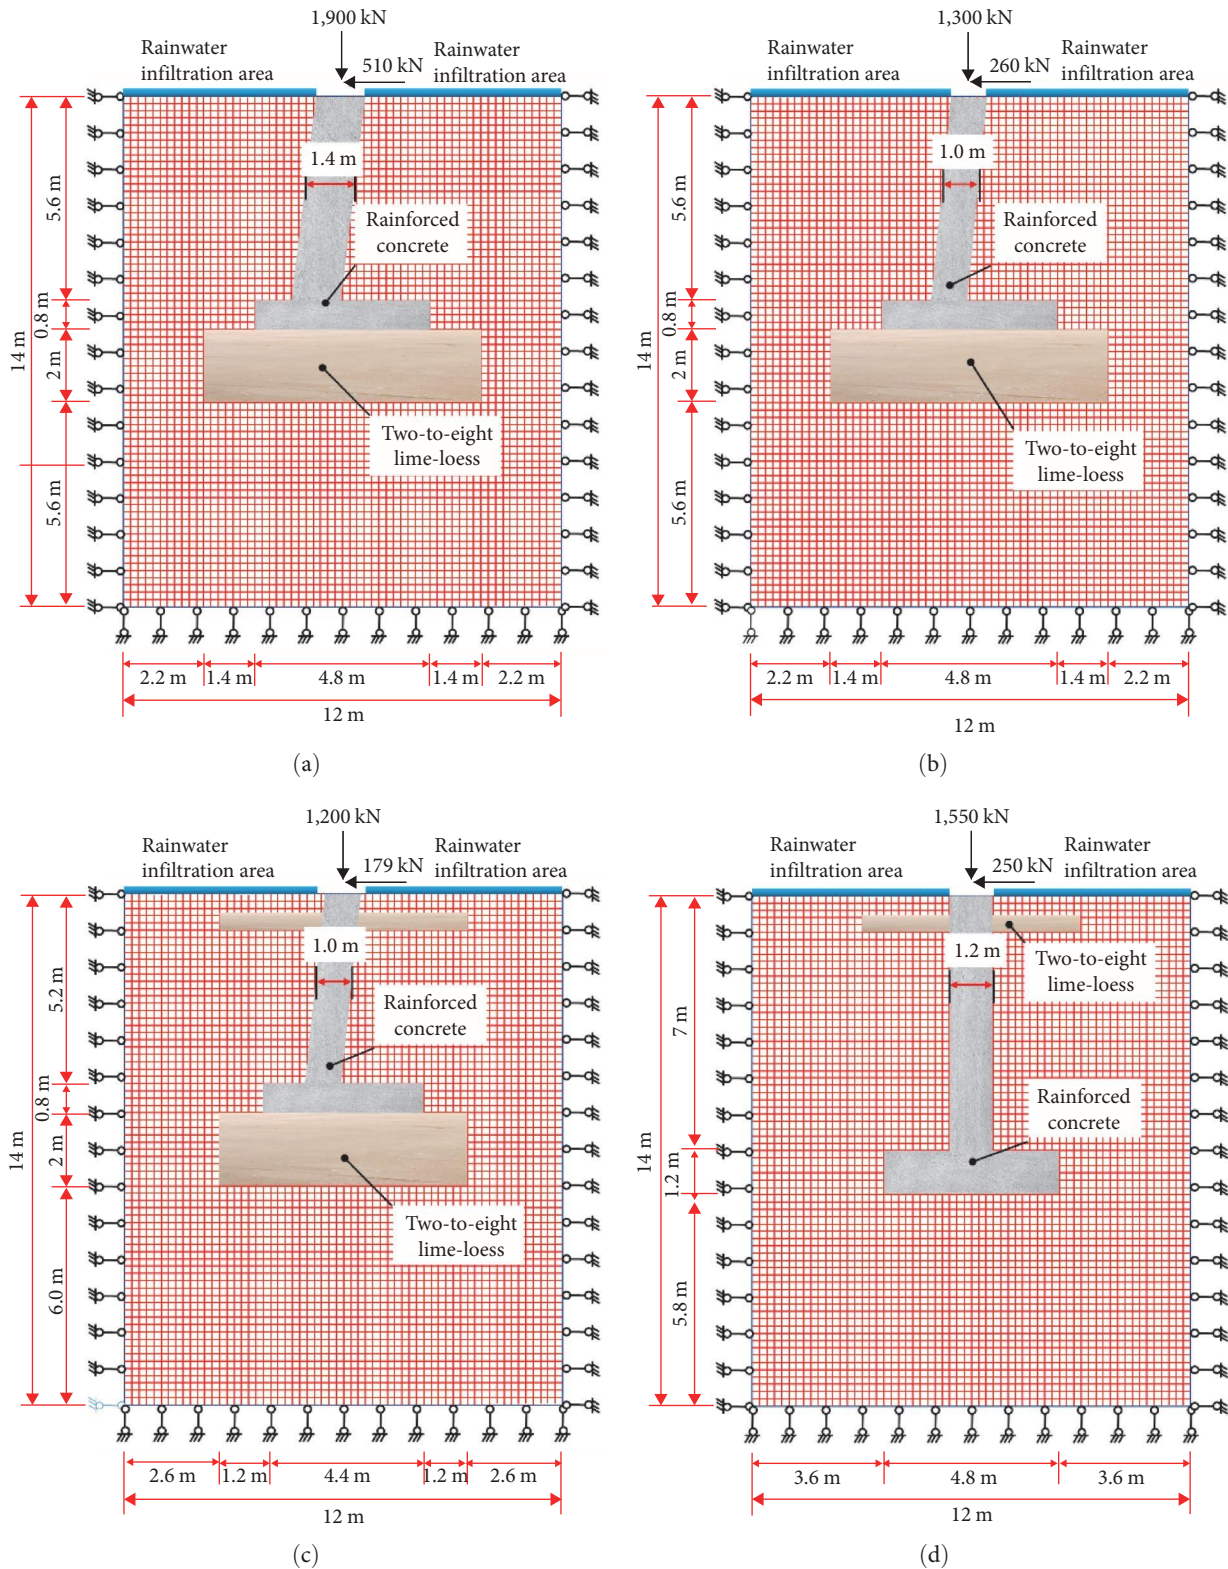 1,900 kN
Rainwater
infiltration area
510 kN
Rainwater
infiltration area
1.4 m
5.6 m
Rainforced
concrete
0.8 m
14 m
2 m
Two-to-eight
lime-loess
5.6 m
2.2 m
1.4 m
4.8 m
1.4 m
2.2 m
12 m
(a)
1,300 kN
Rainwater
infiltration area
260 kN
Rainwater
infiltration area
1.0 m
5.6 m
Rainforced
concrete
0.8 m
14 m
2 m
Two-to-eight
lime-loess
5.6 m
2.2 m
1.4 m
4.8 m
1.4 m
2.2 m
12 m
(b)
1,200 kN
Rainwater
infiltration area
179 kN
Rainwater
infiltration area
1.0 m
5.2 m
Rainforced
concrete
0.8 m
14 m
2 m
Two-to-eight
lime-loess
6.0 m
2.6 m
1.2 m
4.4 m
1.2 m
2.6 m
12 m
(c)
1,550 kN
Rainwater
infiltration area
250 kN
Rainwater
infiltration area
1.2 m
Two-to-eight
lime-loess
7 m
Rainforced
concrete
14 m
1.2 m
5.8 m
3.6 m
4.8 m
3.6 m
12 m
(d)